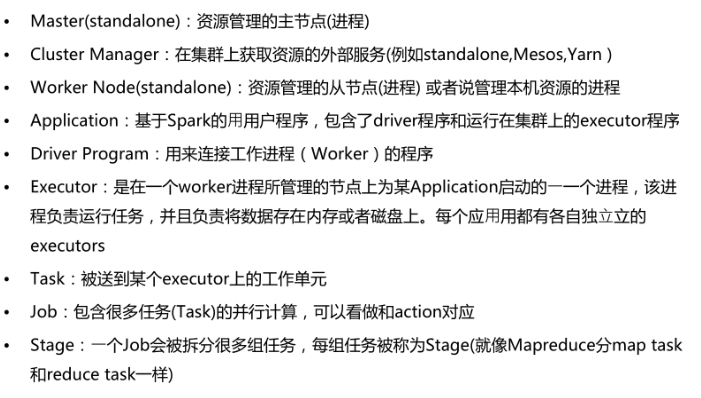 • Master(standalone)：资源管理的主节点(进程)
• Cluster Manager：在集群上获取资源的外部服务(例如standalone,Mesos,Yarn )
• Worker Node(standalone)：资源管理的从节点(进程) 或者说管理本机资源的进程
• Application：基于Spark的⽤用户程序，包含了driver程序和运行在集群上的executor程序
• Driver Program：用来连接工作进程（Worker）的程序
• Executor：是在一个worker进程所管理的节点上为某Application启动的⼀一个进程，该进
程负责运行任务，并且负责将数据存在内存或者磁盘上。每个应⽤用都有各自独⽴立的
executors
• Task：被送到某个executor上的工作单元
• Job：包含很多任务(Task)的并行计算，可以看做和action对应
• Stage：⼀个Job会被拆分很多组任务，每组任务被称为Stage(就像Mapreduce分map task
和reduce task一样)